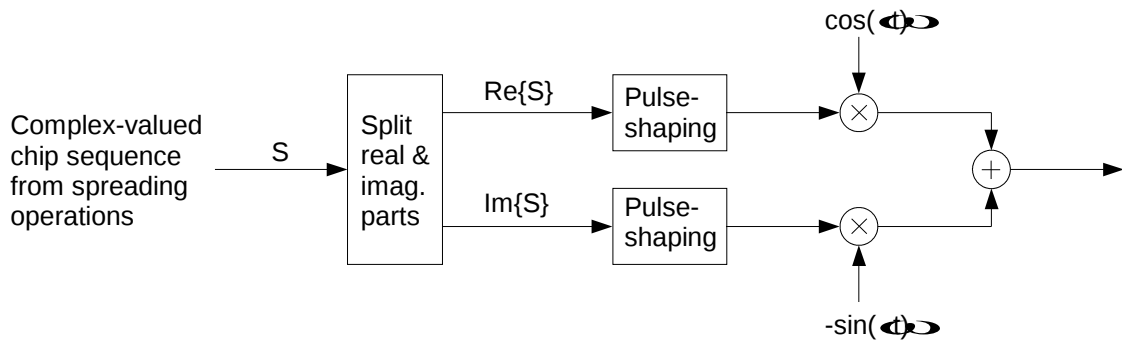 cos( t)
Complex-valued
chip sequence
from spreading
operations
S
Split
real &
imag.
parts
Re{S}
Im{S}
Pulse-
shaping
Pulse-
shaping
×
×
+
-sin( t)